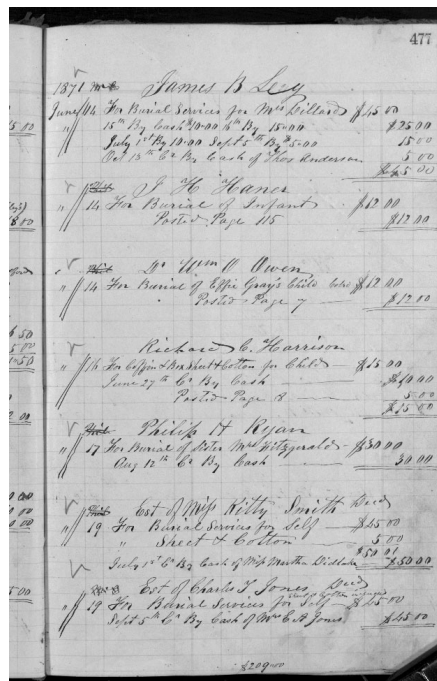 477
1871 James B Levy
June 14 For Burial Services for Mrs Dillard $45 00
" 15th By Cash $10.00 16th By 15.00 $25 00
July 1st By 10.00 Sept 5th By $5.00 15 00
Oct 13th Cr By Cash of Thos Anderson 5 00
$45 00
J H Haner
" 14 For Burial of Infant $12 00
Posted Page 115 $12 00
Dr Wm O Owen
" 14 For Burial of Effie Gray's Child $12 00
Posted Page 7 $12 00
Richard C. Harrison
" 16 For Coffin & Box Sheet & Cotton for Child $15 00
June 27th Cr By Cash $10 00
Posted Page 8 5 00
$15 00
Philip H Ryan
" 17 For Burial of Sister Mrs Fitzgerald $30 00
Aug 12th Cr By Cash 30 00
Est of Miss Kitty Smith Decd
" 19 For Burial Services for Self $45 00
" Sheet & Cotton 5 00
$50 00
July 1st Cr By Cash of Miss Martha Didlake $50 00
Est of Charles T Jones Decd
" 19 For Burial Services for Self $45 00
Sept 5th Cr By Cash of Mrs E A Jones $45 00
$209.00